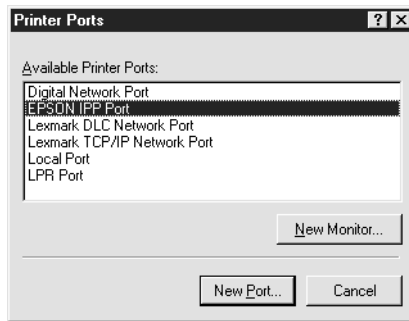 Printer Ports
? ×
Available Printer Ports:
Digital Network Port
EPSON IPP Port
Lexmark DLC Network Port
Lexmark TCP/IP Network Port
Local Port
LPR Port
New Monitor...
New Port...
Cancel